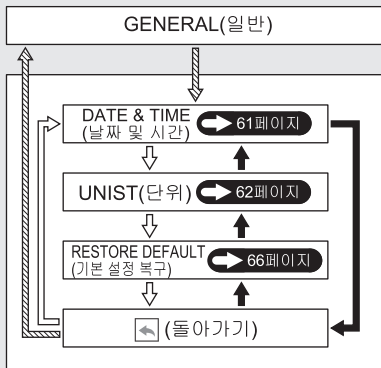 GENERAL(일반)
DATE & TIME
(날짜 및 시간) 61페이지
UNIST(단위) 62페이지
RESTORE DEFAULT
(기본 설정 복구) 66페이지
(돌아가기)